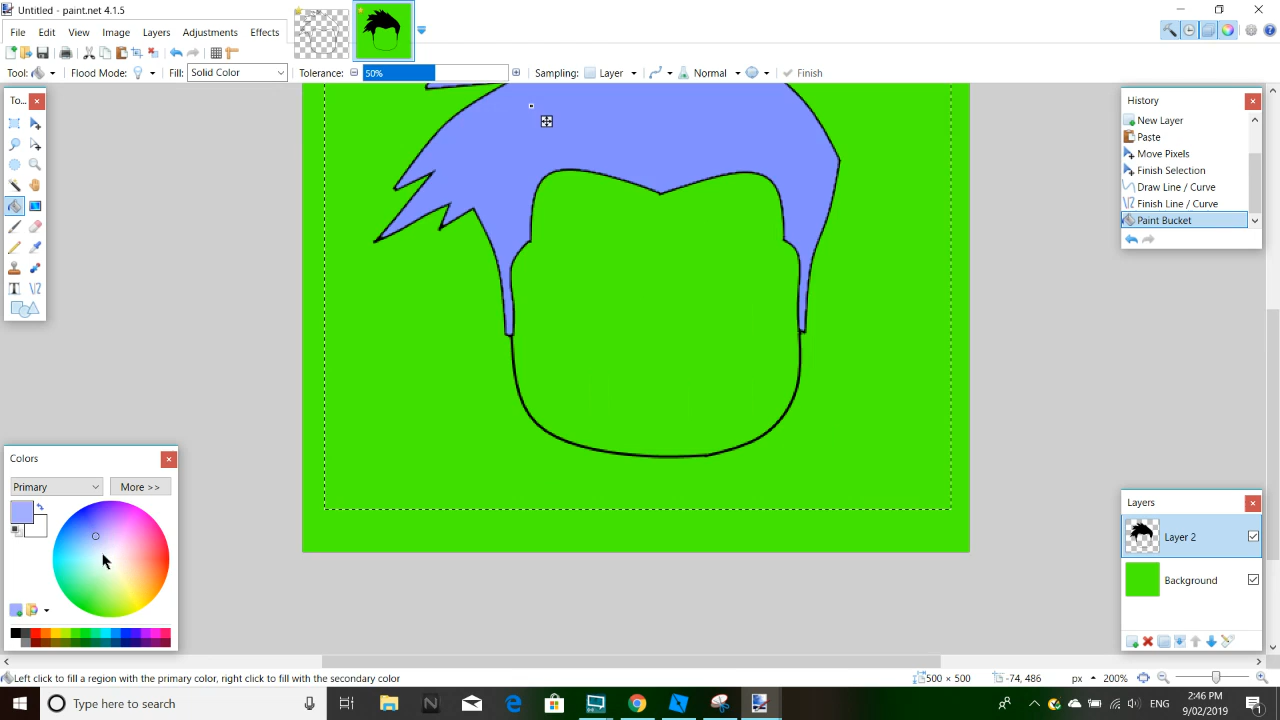 Untitled - paint.net 4.1.5
File Edit View Image Layers Adjustments Effects
Tool: Flood Mode: Fill: Solid Color Tolerance: 50% Sampling: Layer Normal Finish
To...
History
New Layer
Paste
Move Pixels
Finish Selection
Draw Line / Curve
Finish Line / Curve
Paint Bucket
Colors
Primary More >>
Layers
Layer 2
Background
Left click to fill a region with the primary color, right click to fill with the secondary color 500 × 500 -74, 486 px 200%
Type here to search
64
N
ENG
2:46 PM
9/02/2019